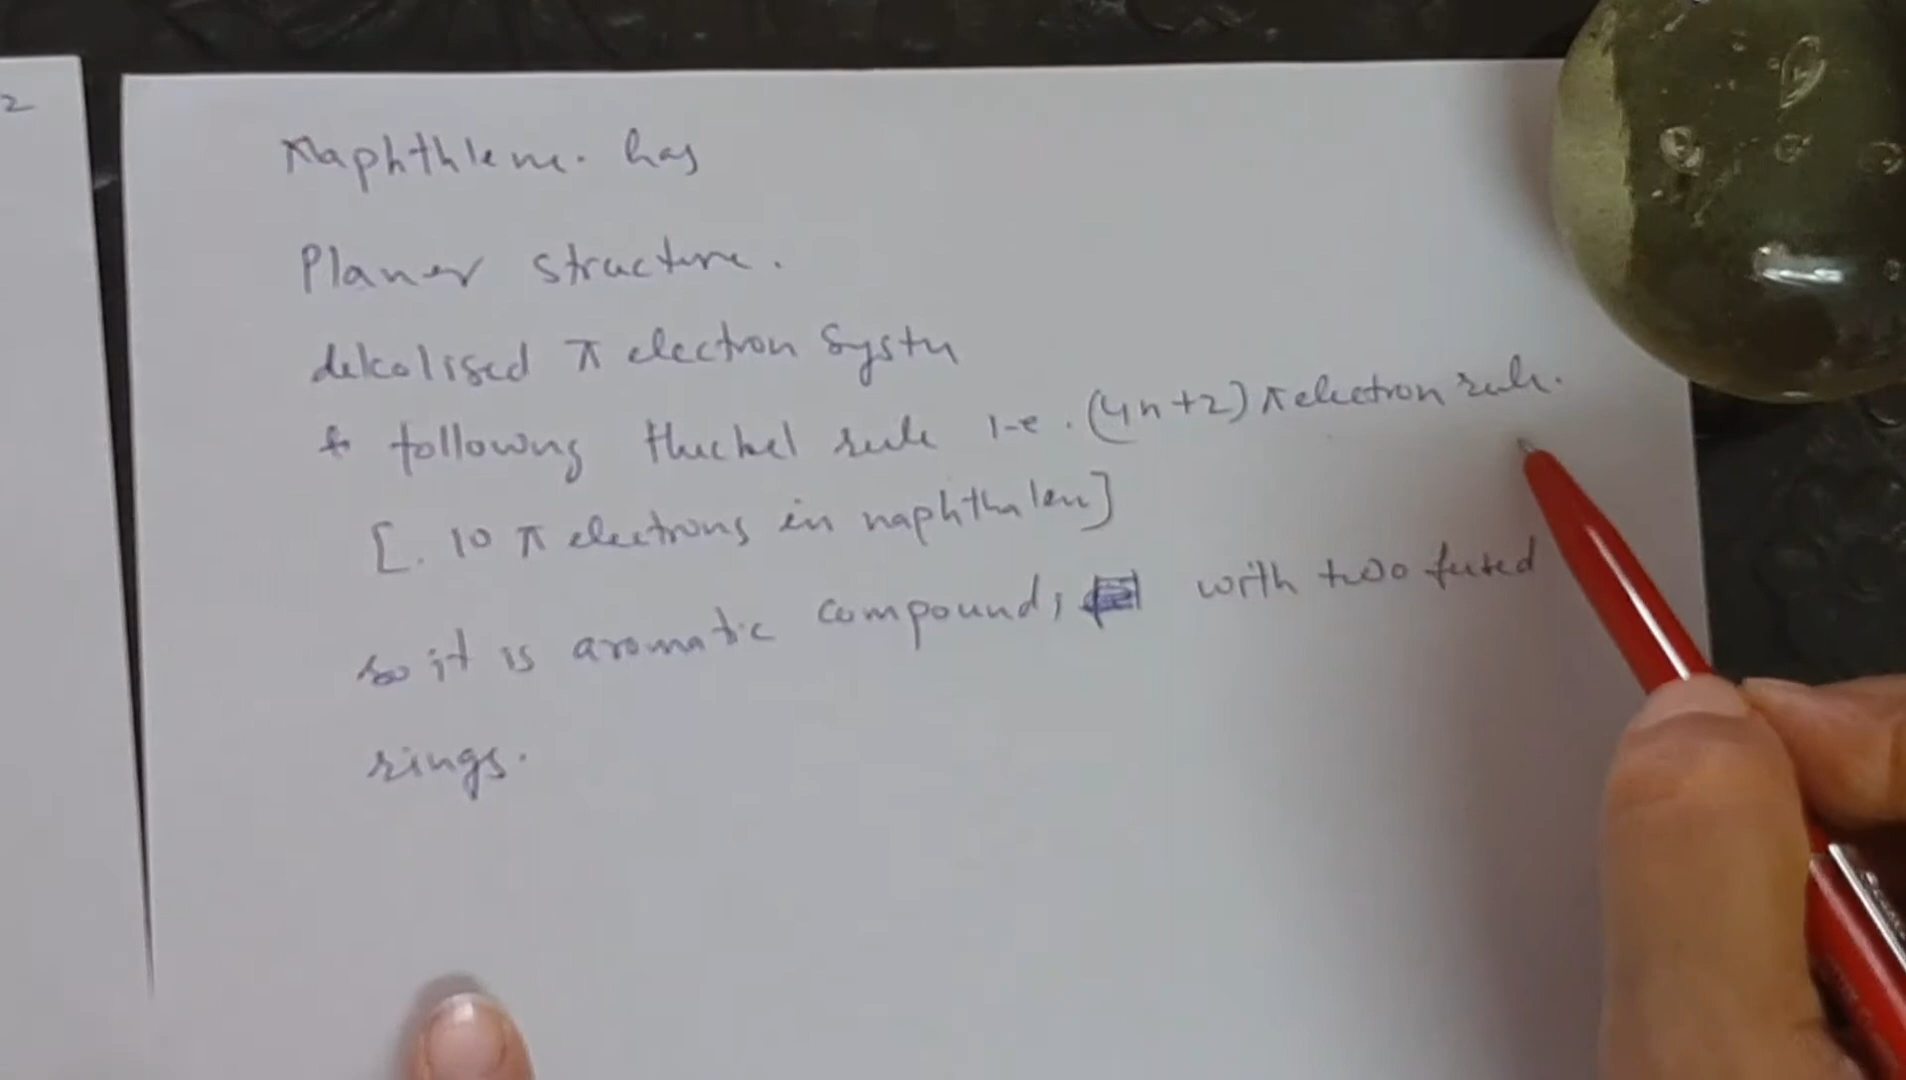 2
Naphthlene. has
Planer structure.
delcolised π electron Systm
& following Huckel rule i-e. (4n+2) π electron rule.
[. 10 π electrons in naphthalen]
so it is aromatic compound, with two fused
rings.